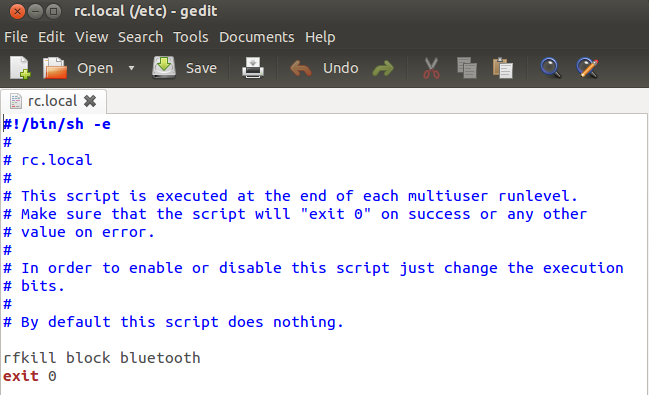 rc.local (/etc) - gedit
File Edit View Search Tools Documents Help
Open Save Undo
rc.local
#!/bin/sh -e
#
# rc.local
#
# This script is executed at the end of each multiuser runlevel.
# Make sure that the script will "exit 0" on success or any other
# value on error.
#
# In order to enable or disable this script just change the execution
# bits.
#
# By default this script does nothing.
rfkill block bluetooth
exit 0